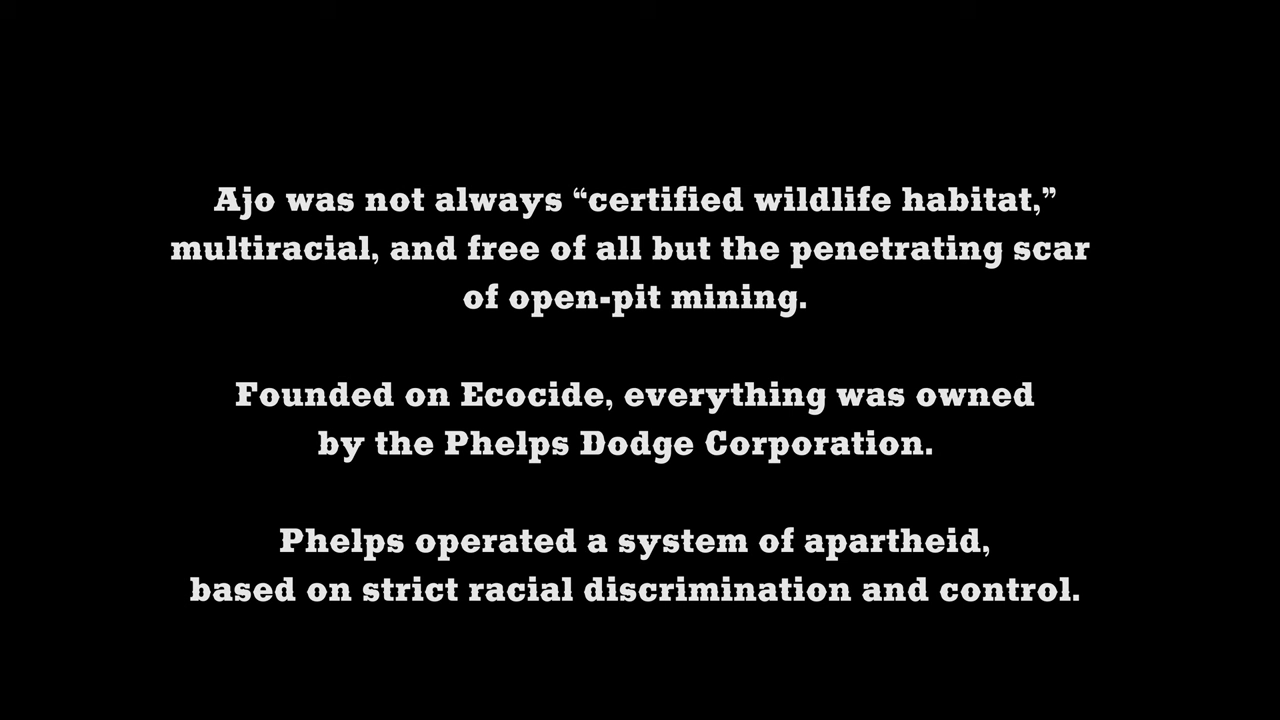 Ajo was not always “certified wildlife habitat,”
multiracial, and free of all but the penetrating scar
of open-pit mining.
Founded on Ecocide, everything was owned
by the Phelps Dodge Corporation.
Phelps operated a system of apartheid,
based on strict racial discrimination and control.